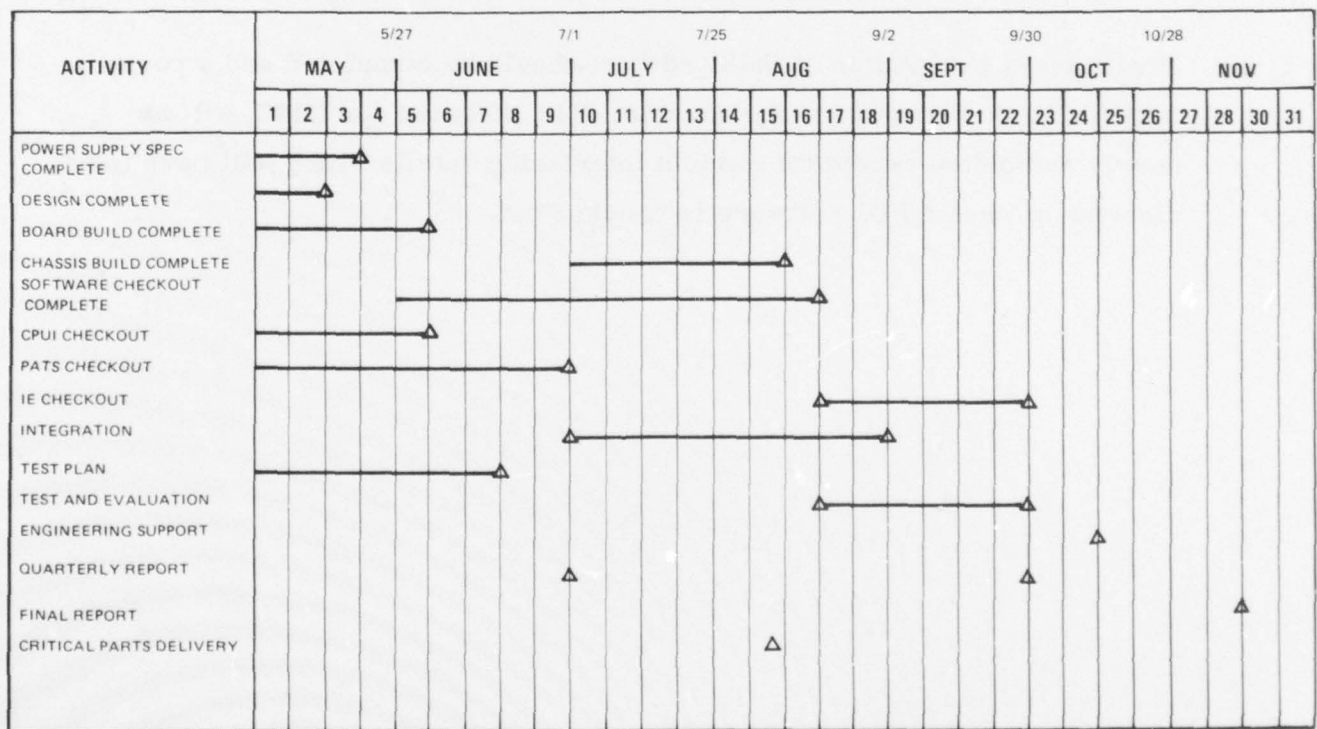 5/27 7/1 7/25 9/2 9/30 10/28
ACTIVITY MAY JUNE JULY AUG SEPT OCT NOV
1 2 3 4 5 6 7 8 9 10 11 12 13 14 15 16 17 18 19 20 21 22 23 24 25 26 27 28 30 31
POWER SUPPLY SPEC
COMPLETE
DESIGN COMPLETE
BOARD BUILD COMPLETE
CHASSIS BUILD COMPLETE
SOFTWARE CHECKOUT
COMPLETE
CPUI CHECKOUT
PATS CHECKOUT
IE CHECKOUT
INTEGRATION
TEST PLAN
TEST AND EVALUATION
ENGINEERING SUPPORT
QUARTERLY REPORT
FINAL REPORT
CRITICAL PARTS DELIVERY